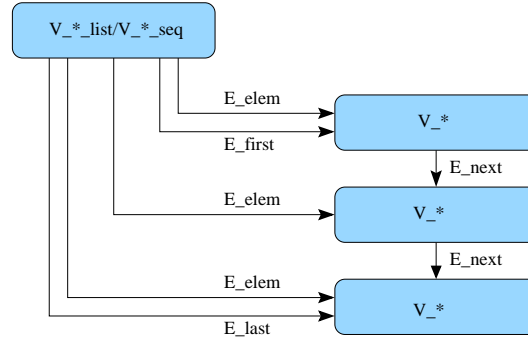 V_*_list/V_*_seq
E_elem
V_*
E_first
E_next
E_elem
V_*
E_next
E_elem
V_*
E_last